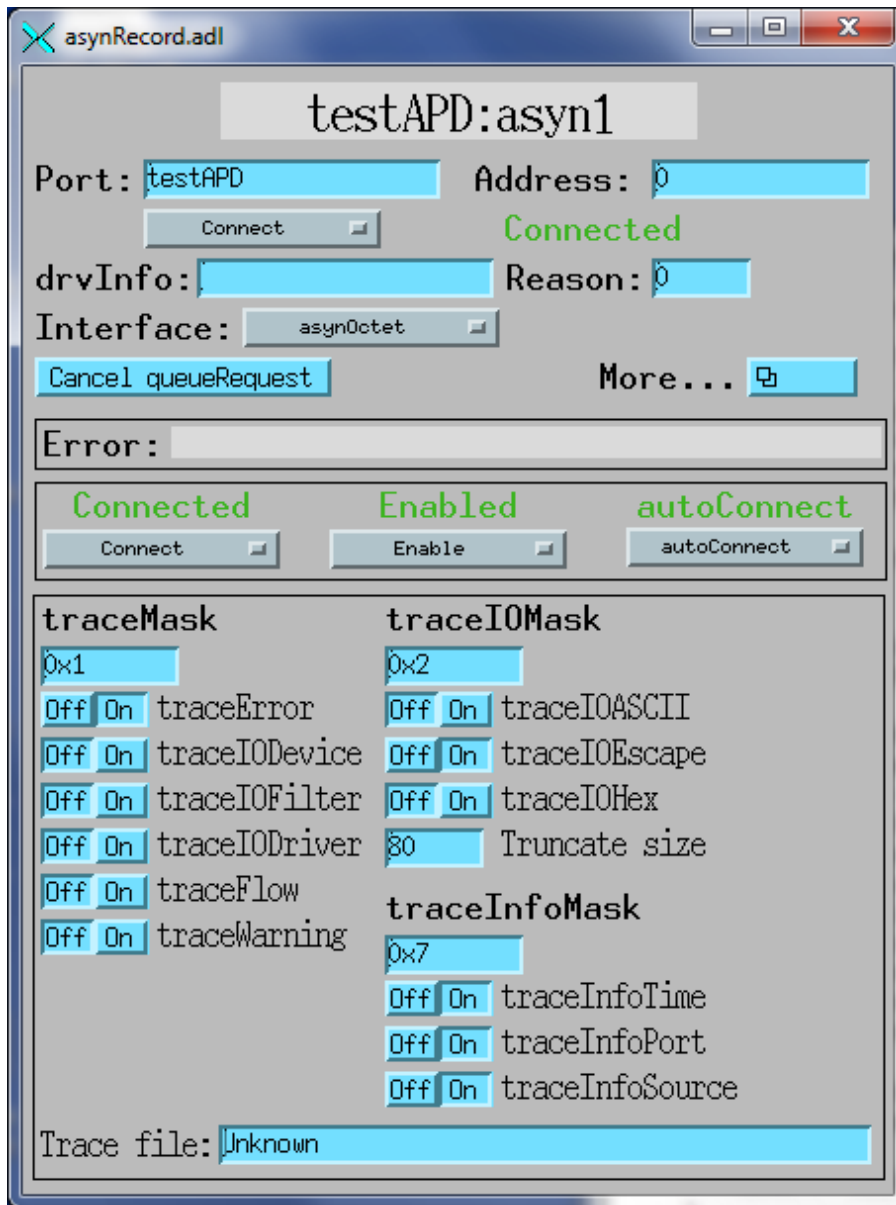 asynRecord.adl
testAPD:asyn1
Port: testAPD Address: 0
Connect Connected
drvInfo: Reason: 0
Interface: asynOctet
Cancel queueRequest More...
Error:
Connected Enabled autoConnect
Connect Enable autoConnect
traceMask traceIOMask
0x1 0x2
Off On traceError Off On traceIOASCII
Off On traceIODevice Off On traceIOEscape
Off On traceIOFilter Off On traceIOHex
Off On traceIODriver 80 Truncate size
Off On traceFlow traceInfoMask
Off On traceWarning 0x7
Off On traceInfoTime
Off On traceInfoPort
Off On traceInfoSource
Trace file: Unknown